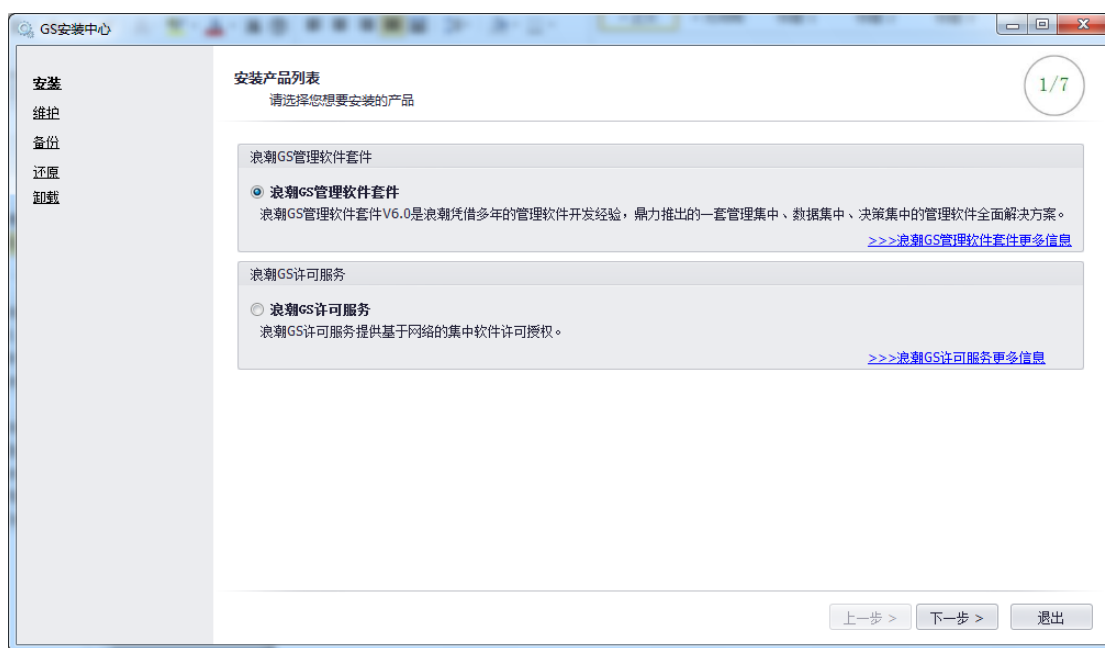 GS安装中心
安装
维护
备份
还原
卸载
安装产品列表
请选择您想要安装的产品
1/7
浪潮GS管理软件套件
浪潮GS管理软件套件
浪潮GS管理软件套件V6.0是浪潮凭借多年的管理软件开发经验，鼎力推出的一套管理集中、数据集中、决策集中的管理软件全面解决方案。
>>>浪潮GS管理软件套件更多信息
浪潮GS许可服务
浪潮GS许可服务
浪潮GS许可服务提供基于网络的集中软件许可授权。
>>>浪潮GS许可服务更多信息
上一步 >
下一步 >
退出